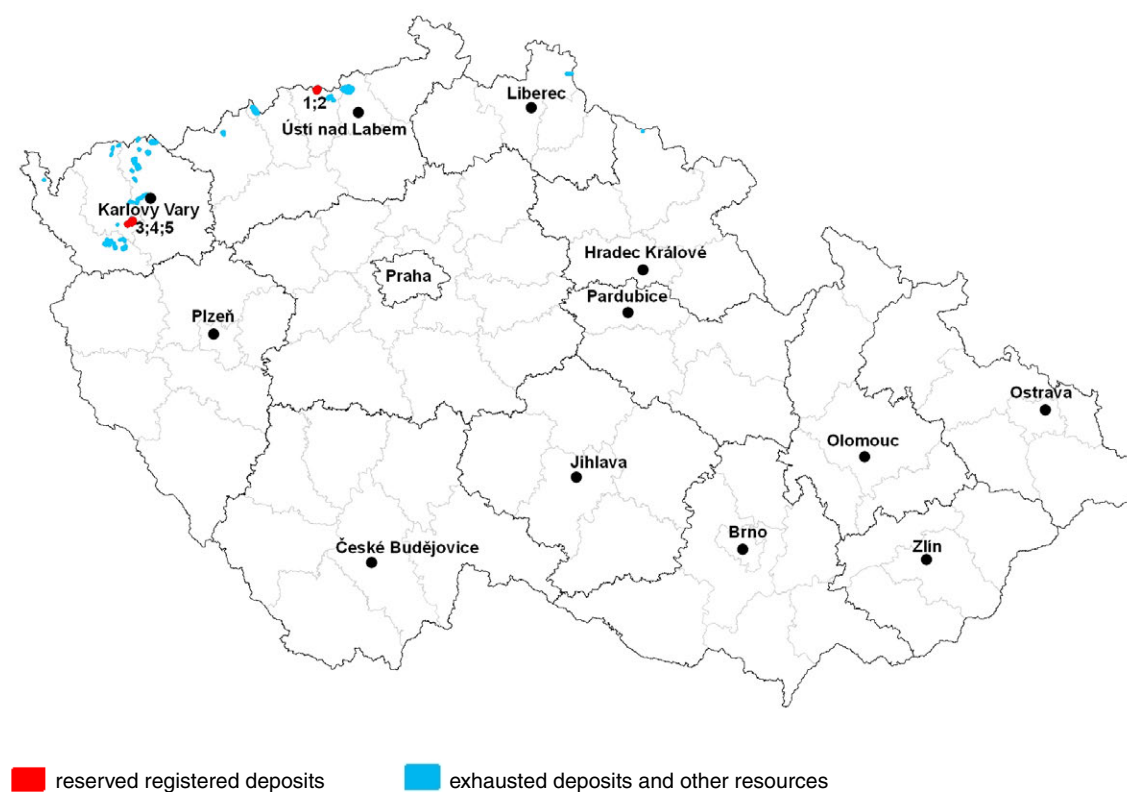 Liberec
1;2
Ústí nad Labem
Karlovy Vary
3;4;5
Hradec Králové
Praha
Pardubice
Plzeň
Ostrava
Olomouc
Jihlava
Brno
České Budějovice
Zlín
reserved registered deposits
exhausted deposits and other resources